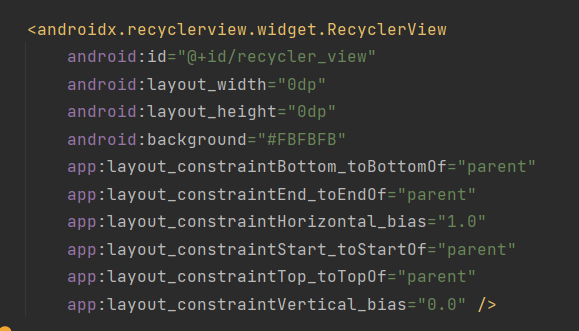 <androidx.recyclerview.widget.RecyclerView
android:id="@+id/recycler_view"
android:layout_width="0dp"
android:layout_height="0dp"
android:background="#FBFBFB"
app:layout_constraintBottom_toBottomOf="parent"
app:layout_constraintEnd_toEndOf="parent"
app:layout_constraintHorizontal_bias="1.0"
app:layout_constraintStart_toStartOf="parent"
app:layout_constraintTop_toTopOf="parent"
app:layout_constraintVertical_bias="0.0" />